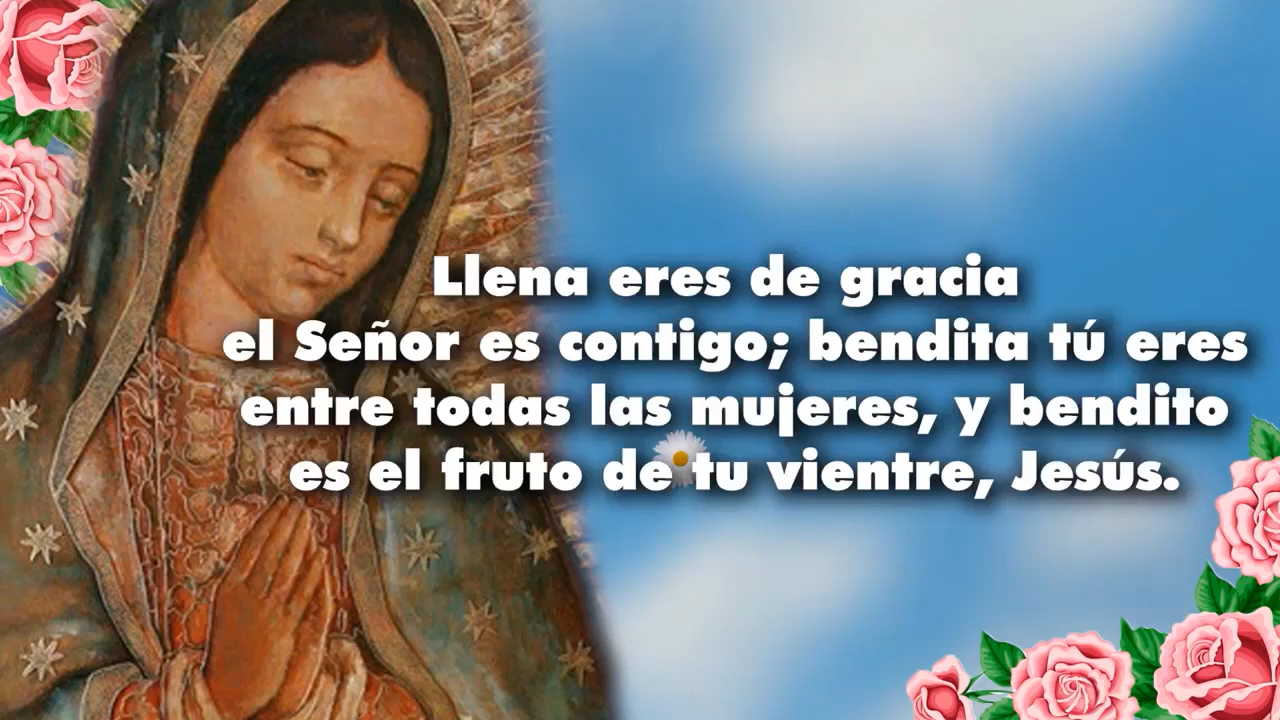 Llena eres de gracia
el Señor es contigo; bendita tú eres
entre todas las mujeres, y bendito
es el fruto de tu vientre, Jesús.